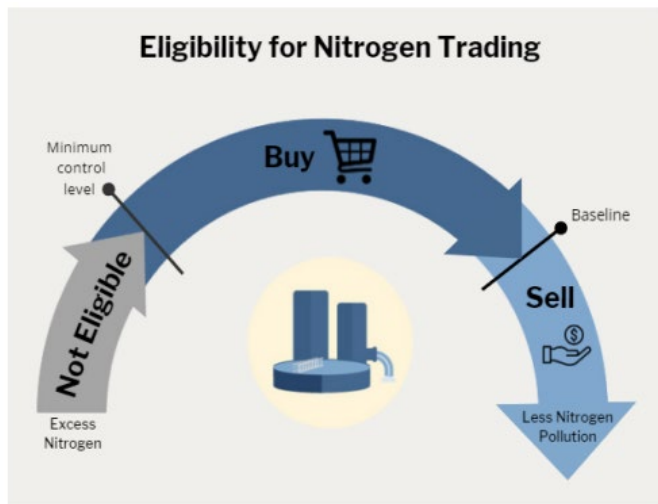 Eligibility for Nitrogen Trading
Minimum
control
level
Buy
Baseline
Not Eligible
Sell
$
Excess
Nitrogen
Less Nitrogen
Pollution